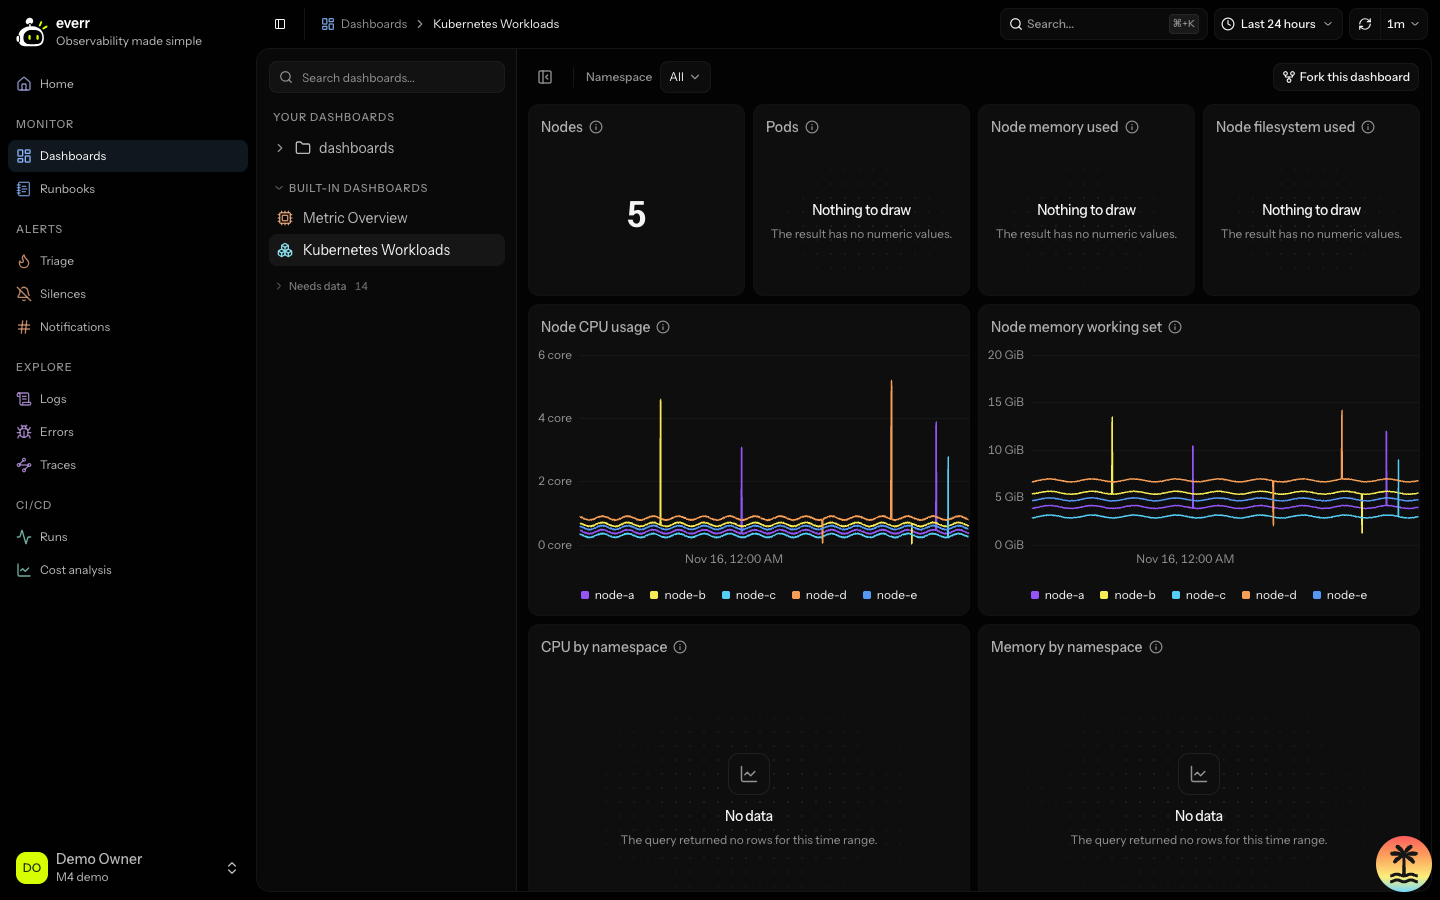 everr
Observability made simple
Home
MONITOR
Dashboards
Runbooks
ALERTS
Triage
Silences
Notifications
EXPLORE
Logs
Errors
Traces
CI/CD
Runs
Cost analysis
DO
Demo Owner
M4 demo
Dashboards
Kubernetes Workloads
Search...
⌘+K
Last 24 hours
1m
Search dashboards...
YOUR DASHBOARDS
dashboards
BUILT-IN DASHBOARDS
Metric Overview
Kubernetes Workloads
Needs data 14
Namespace
All
Fork this dashboard
Nodes
5
Pods
Nothing to draw
The result has no numeric values.
Node memory used
Nothing to draw
The result has no numeric values.
Node filesystem used
Nothing to draw
The result has no numeric values.
Node CPU usage
6 core
4 core
2 core
0 core
Nov 16, 12:00 AM
node-a node-b node-c node-d node-e
Node memory working set
20 GiB
15 GiB
10 GiB
5 GiB
0 GiB
Nov 16, 12:00 AM
node-a node-b node-c node-d node-e
CPU by namespace
No data
The query returned no rows for this time range.
Memory by namespace
No data
The query returned no rows for this time range.